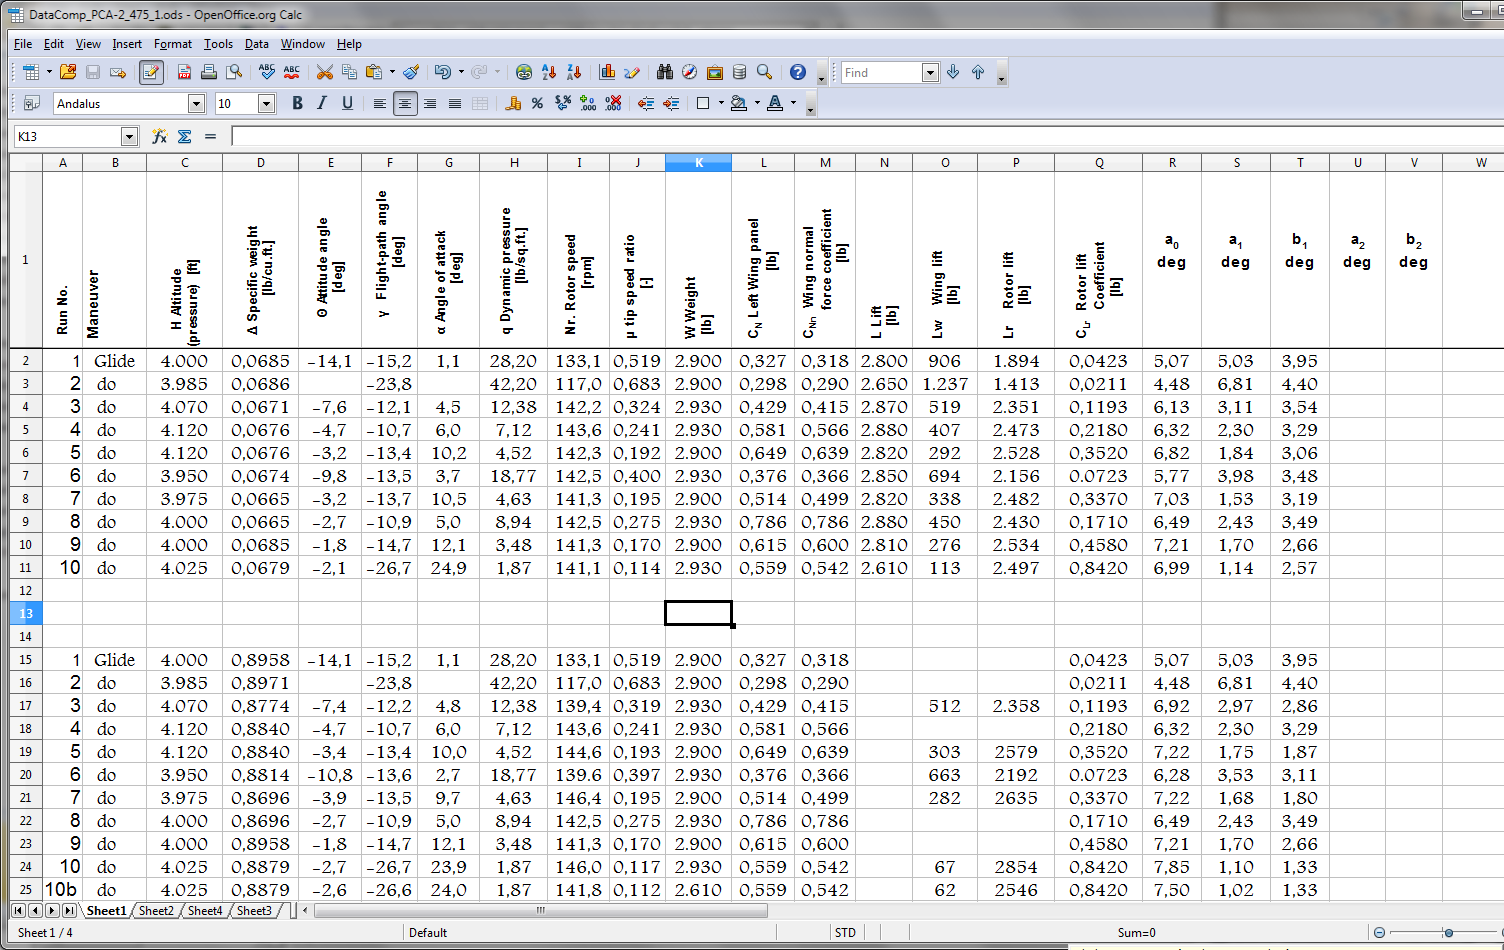 DataComp_PCA-2_475_1.ods - OpenOffice.org Calc
File Edit View Insert Format Tools Data Window Help
Find
Andalus 10 B I U
K13
A B C D E F G H I J K L M N O P Q R S T U V W
1 Run No. Maneuver H Altitude (pressure) [ft] Δ Specific weight [lb/cu.ft.] Θ Attitude angle [deg] γ Flight-path angle [deg] α Angle of attack [deg] q Dynamic pressure [lb/sq.ft.] Nr. Rotor speed [rpm] μ tip speed ratio [-] W Weight [lb] C_N Left Wing panel [lb] C_Nn Wing normal force coefficient [lb] L Lift [lb] Lw Wing lift [lb] Lr Rotor lift [lb] C_Lr Rotor lift Coefficient [lb] a0 deg a1 deg b1 deg a2 deg b2 deg
2 1 Glide 4.000 0,0685 -14,1 -15,2 1,1 28,20 133,1 0,519 2.900 0,327 0,318 2.800 906 1.894 0,0423 5,07 5,03 3,95
3 2 do 3.985 0,0686 -23,8 42,20 117,0 0,683 2.900 0,298 0,290 2.650 1.237 1.413 0,0211 4,48 6,81 4,40
4 3 do 4.070 0,0671 -7,6 -12,1 4,5 12,38 142,2 0,324 2.930 0,429 0,415 2.870 519 2.351 0,1193 6,13 3,11 3,54
5 4 do 4.120 0,0676 -4,7 -10,7 6,0 7,12 143,6 0,241 2.930 0,581 0,566 2.880 407 2.473 0,2180 6,32 2,30 3,29
6 5 do 4.120 0,0676 -3,2 -13,4 10,2 4,52 142,3 0,192 2.900 0,649 0,639 2.820 292 2.528 0,3520 6,82 1,84 3,06
7 6 do 3.950 0,0674 -9,8 -13,5 3,7 18,77 142,5 0,400 2.930 0,376 0,366 2.850 694 2.156 0.0723 5,77 3,98 3,48
8 7 do 3.975 0,0665 -3,2 -13,7 10,5 4,63 141,3 0,195 2.900 0,514 0,499 2.820 338 2.482 0,3370 7,03 1,53 3,19
9 8 do 4.000 0,0665 -2,7 -10,9 5,0 8,94 142,5 0,275 2.930 0,786 0,786 2.880 450 2.430 0,1710 6,49 2,43 3,49
10 9 do 4.000 0,0685 -1,8 -14,7 12,1 3,48 141,3 0,170 2.900 0,615 0,600 2.810 276 2.534 0,4580 7,21 1,70 2,66
11 10 do 4.025 0,0679 -2,1 -26,7 24,9 1,87 141,1 0,114 2.930 0,559 0,542 2.610 113 2.497 0,8420 6,99 1,14 2,57
12
13
14
15 1 Glide 4.000 0,8958 -14,1 -15,2 1,1 28,20 133,1 0,519 2.900 0,327 0,318 0,0423 5,07 5,03 3,95
16 2 do 3.985 0,8971 -23,8 42,20 117,0 0,683 2.900 0,298 0,290 0,0211 4,48 6,81 4,40
17 3 do 4.070 0,8774 -7,4 -12,2 4,8 12,38 139,4 0,319 2.930 0,429 0,415 512 2.358 0,1193 6,92 2,97 2,86
18 4 do 4.120 0,8840 -4,7 -10,7 6,0 7,12 143,6 0,241 2.930 0,581 0,566 0,2180 6,32 2,30 3,29
19 5 do 4.120 0,8840 -3,4 -13,4 10,0 4,52 144,6 0,193 2.900 0,649 0,639 303 2579 0,3520 7,22 1,75 1,87
20 6 do 3.950 0,8814 -10,8 -13,6 2,7 18,77 139.6 0,397 2.930 0,376 0,366 663 2192 0.0723 6,28 3,53 3,11
21 7 do 3.975 0,8696 -3,9 -13,5 9,7 4,63 146,4 0,195 2.900 0,514 0,499 282 2635 0,3370 7,22 1,68 1,80
22 8 do 4.000 0,8696 -2,7 -10,9 5,0 8,94 142,5 0,275 2.930 0,786 0,786 0,1710 6,49 2,43 3,49
23 9 do 4.000 0,8958 -1,8 -14,7 12,1 3,48 141,3 0,170 2.900 0,615 0,600 0,4580 7,21 1,70 2,66
24 10 do 4.025 0,8879 -2,7 -26,7 23,9 1,87 146,0 0,117 2.930 0,559 0,542 67 2854 0,8420 7,85 1,10 1,33
25 10b do 4.025 0,8879 -2,6 -26,6 24,0 1,87 141,8 0,112 2.610 0,559 0,542 62 2546 0,8420 7,50 1,02 1,33
Sheet1 Sheet2 Sheet4 Sheet3
Sheet 1 / 4 Default STD Sum=0